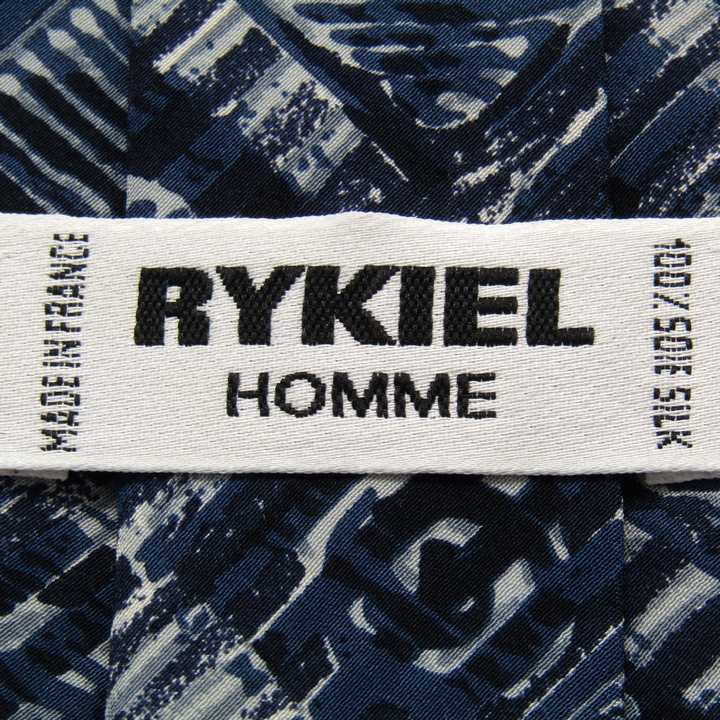 MADE IN FRANCE
RYKIEL
HOMME
100% SOIE SILK